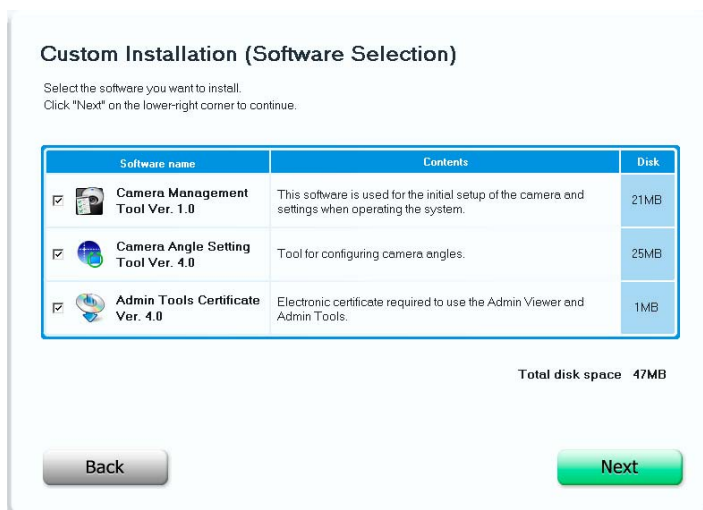 Custom Installation (Software Selection)
Select the software you want to install.
Click "Next" on the lower-right corner to continue.
Software name Contents Disk
Camera Management
Tool Ver. 1.0
This software is used for the initial setup of the camera and
settings when operating the system.
21MB
Camera Angle Setting
Tool Ver. 4.0
Tool for configuring camera angles.
25MB
Admin Tools Certificate
Ver. 4.0
Electronic certificate required to use the Admin Viewer and
Admin Tools.
1MB
Total disk space 47MB
Back Next